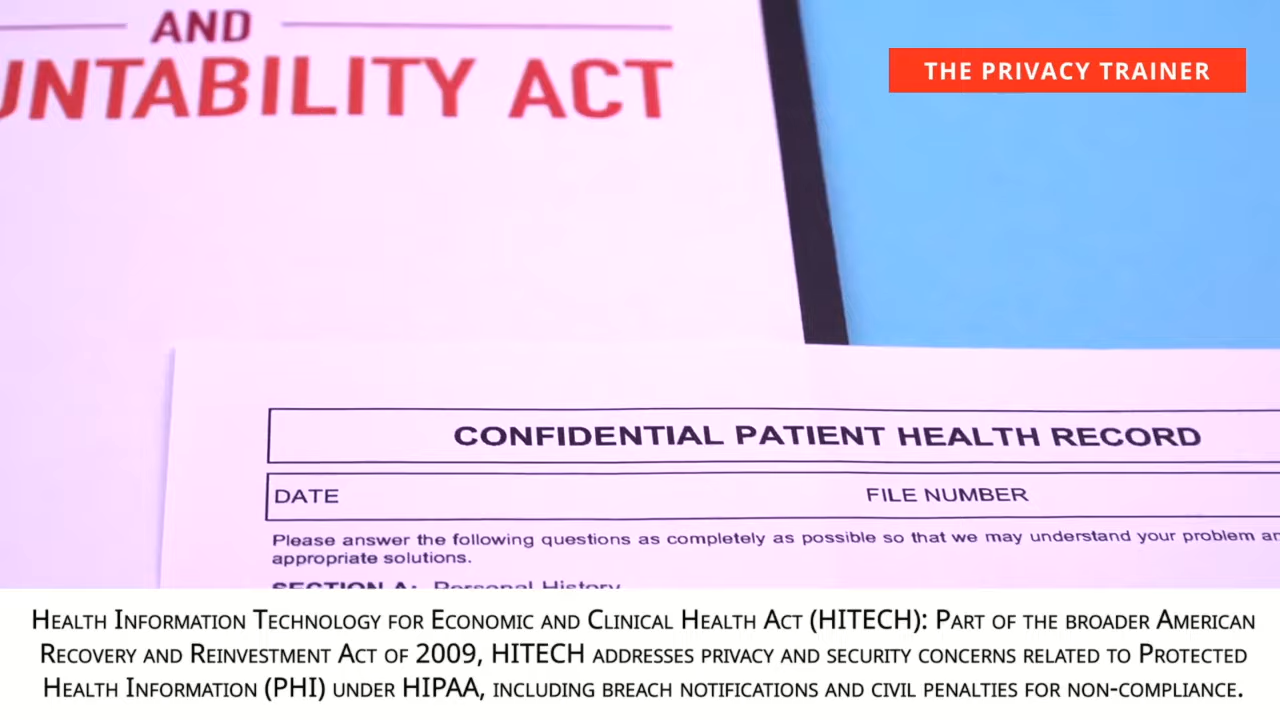 AND
UNTABILITY ACT
THE PRIVACY TRAINER
CONFIDENTIAL PATIENT HEALTH RECORD
DATE FILE NUMBER
Please answer the following questions as completely as possible so that we may understand your problem
appropriate solutions.
SECTION A: Personal History
Health Information Technology for Economic and Clinical Health Act (HITECH): Part of the broader American
Recovery and Reinvestment Act of 2009, HITECH addresses privacy and security concerns related to Protected
Health Information (PHI) under HIPAA, including breach notifications and civil penalties for non-compliance.